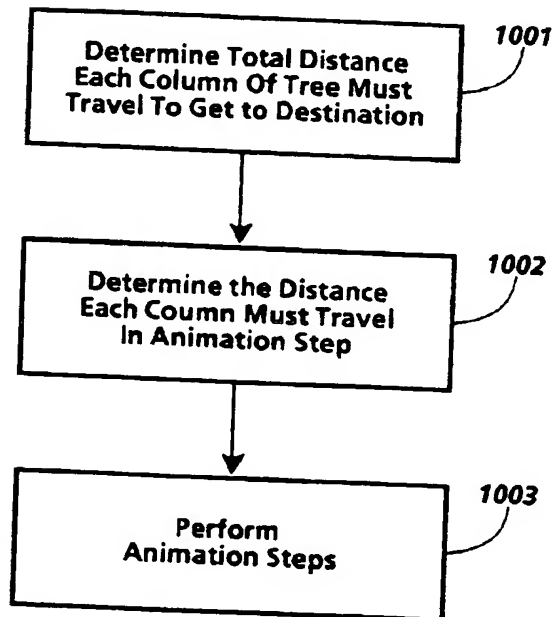 1001
Determine Total Distance
Each Column Of Tree Must
Travel To Get to Destination
1002
Determine the Distance
Each Coumn Must Travel
In Animation Step
1003
Perform
Animation Steps